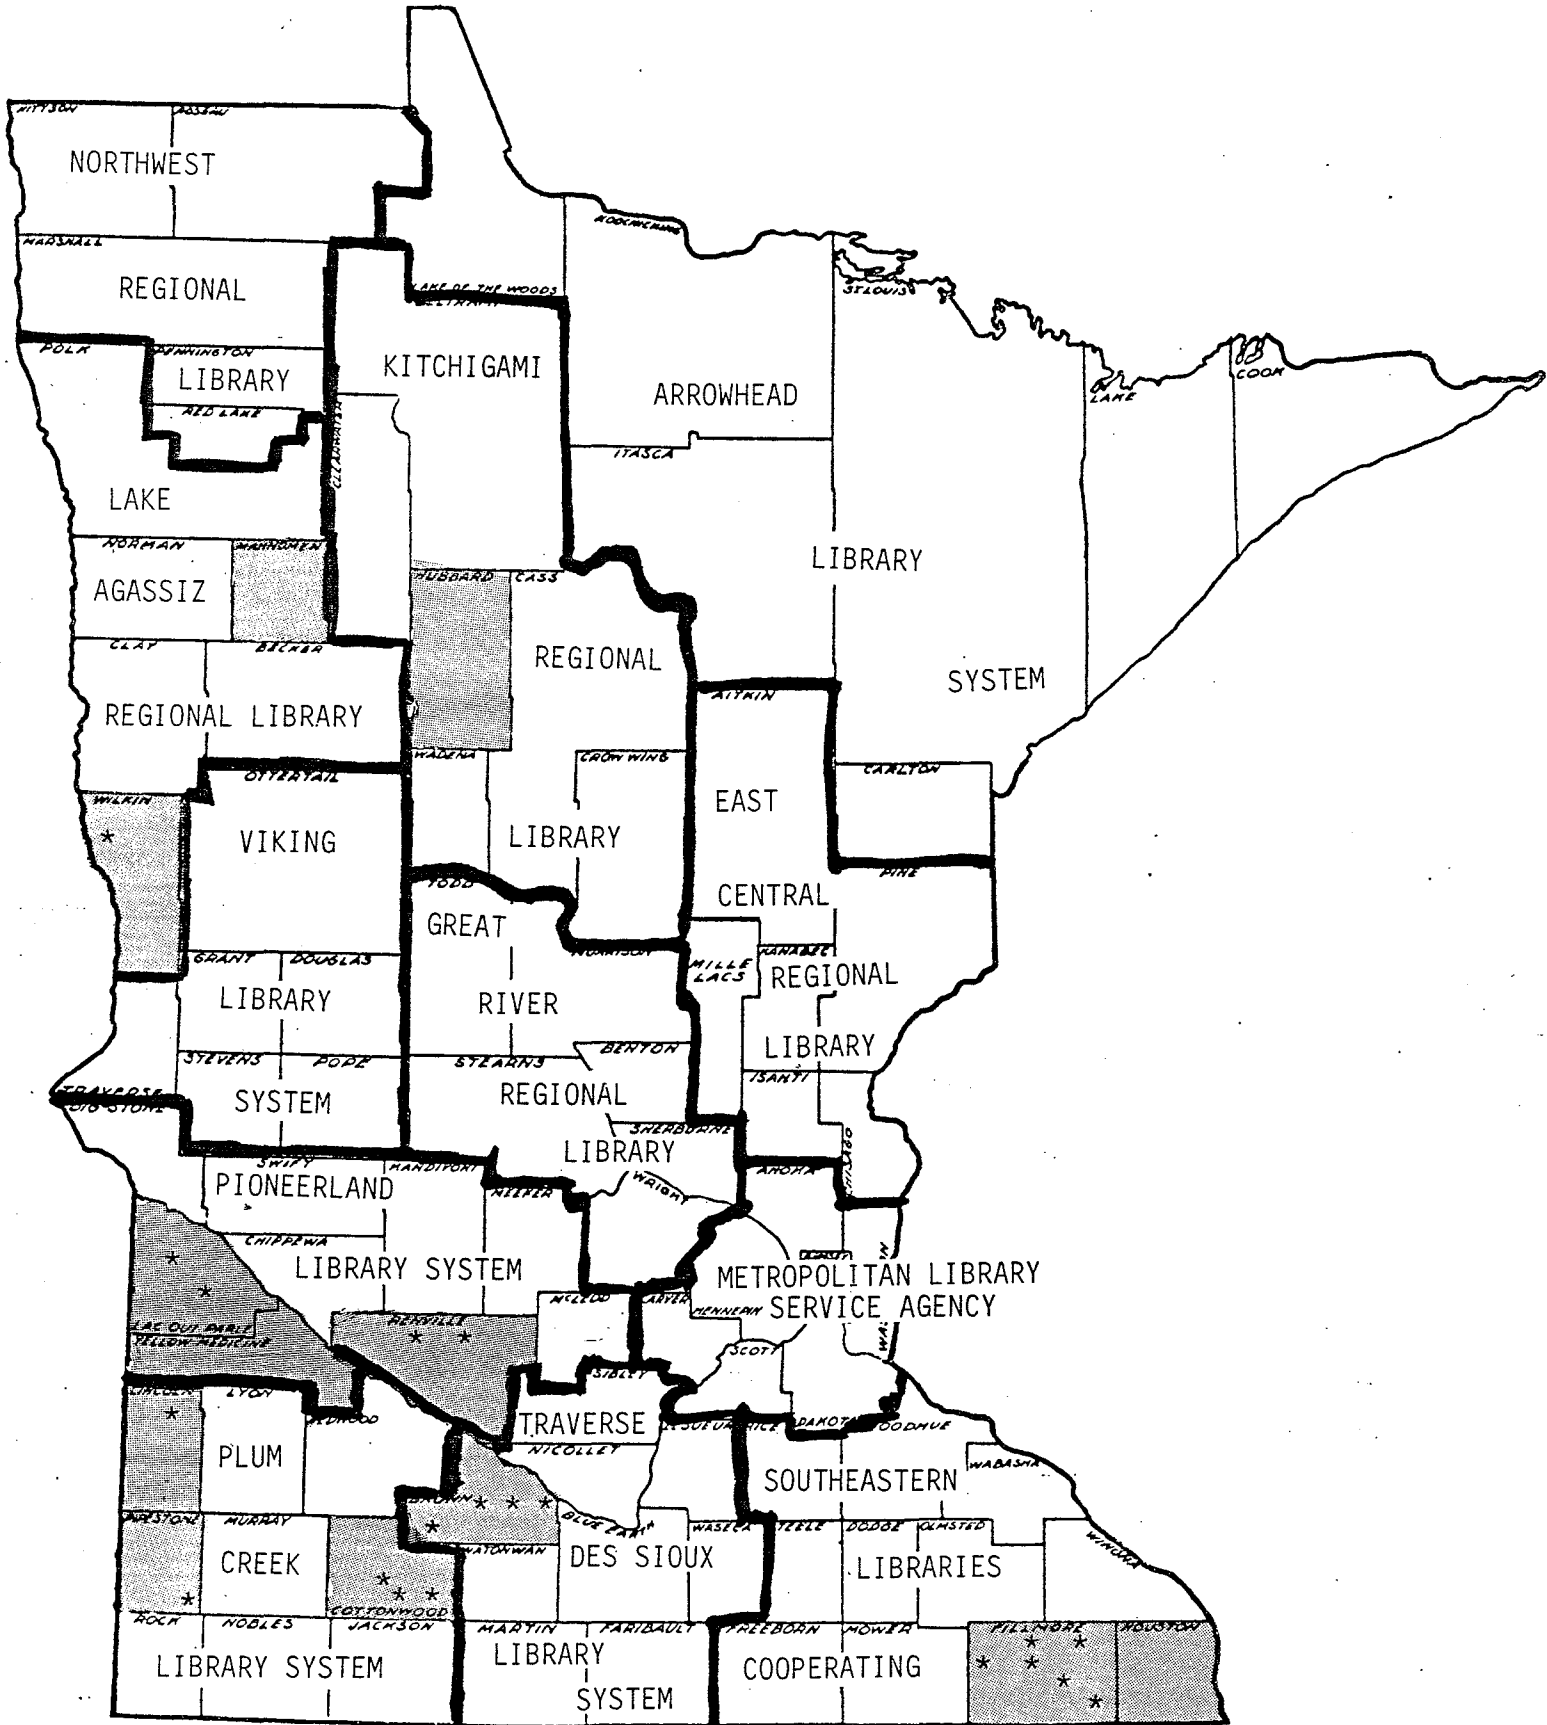 KITTSON ROSEAU
NORTHWEST
KOOCHICHING
MARSHALL
REGIONAL
LAKE OF THE WOODS
BELTRAMI
ST LOUIS
POLK PENNINGTON
LIBRARY
KITCHIGAMI
ARROWHEAD
LAKE
COOK
RED LAKE
CLEARWATER
ITASCA
LAKE
NORMAN MAHNOMEN
LIBRARY
AGASSIZ
HUBBARD CASS
CLAY BECKER
REGIONAL
SYSTEM
AITKIN
REGIONAL LIBRARY
WADENA CROW WING
OTTERTAIL
CARLTON
WILKIN
*
EAST
VIKING
LIBRARY
PINE
TODD
CENTRAL
GREAT
MORRISON
KANABEC
GRANT DOUGLAS
MILLE
LACS
REGIONAL
LIBRARY
RIVER
LIBRARY
STEVENS POPE STEARNS
BENTON
ISANTI
TRAVERSE
BIG STONE
SYSTEM
REGIONAL
SHERBURNE
CHISAGO
LIBRARY
SWIFT KANDIYOHI
ANOKA
PIONEERLAND
MEEKER
WRIGHT
CHIPPEWA
* *
LIBRARY SYSTEM
METROPOLITAN LIBRARY
SERVICE AGENCY
MCLEOD CARVER
HENNEPIN
LAC QUI PARLE
YELLOW MEDICINE
RENVILLE
* *
SCOTT
SIBLEY
LINCOLN LYON
*
REDWOOD
TRAVERSE
LESUEUR RICE DAKOTA GOODHUE
NICOLLET
PLUM
SOUTHEASTERN
WABASHA
BROWN * * *
*
BLUE EARTH
PIPESTONE MURRAY
WASECA STEELE DODGE OLMSTED
WINONA
WATONWAN
CREEK
DES SIOUX
LIBRARIES
*
* * *
COTTONWOOD
ROCK NOBLES JACKSON MARTIN FARIBAULT FREEBORN MOWER FILLMORE HOUSTON
* *
LIBRARY
* *
LIBRARY SYSTEM
COOPERATING
*
SYSTEM
*